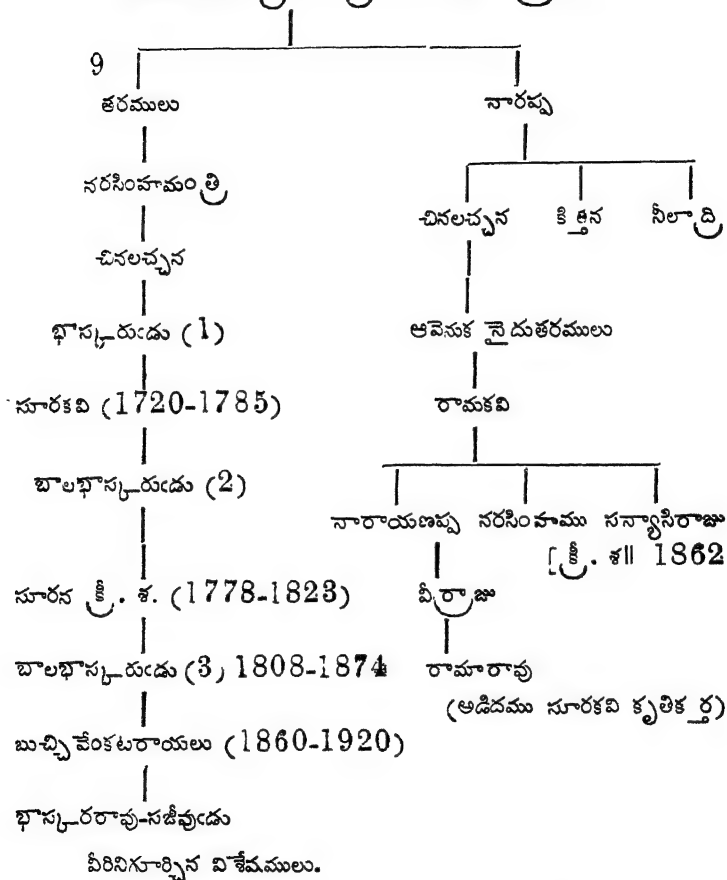 9
తరములు నారప్ప
నరసింహమంత్రి
చినలచ్చన కిత్తన నీలాద్రి
చినలచ్చన
భాస్కరుఁడు (1) ఆవెనుక నైదుతరములు
సూరకవి (1720-1785) రామకవి
బాలభాస్కరుఁడు (2)
నారాయణప్ప నరసింహము సన్యాసిరాజు
[క్రీ. శ॥ 1862
సూరన క్రీ. శ. (1778-1823) వీర్రాజు
బాలభాస్కరుఁడు (3) 1808-1874 రామారావు
(అడిదము సూరకవి కృతికర్త)
బుచ్చివేంకటరాయలు (1860-1920)
భాస్కరరావు-సజీవుఁడు
వీరినిగూర్చిన విశేషములు.